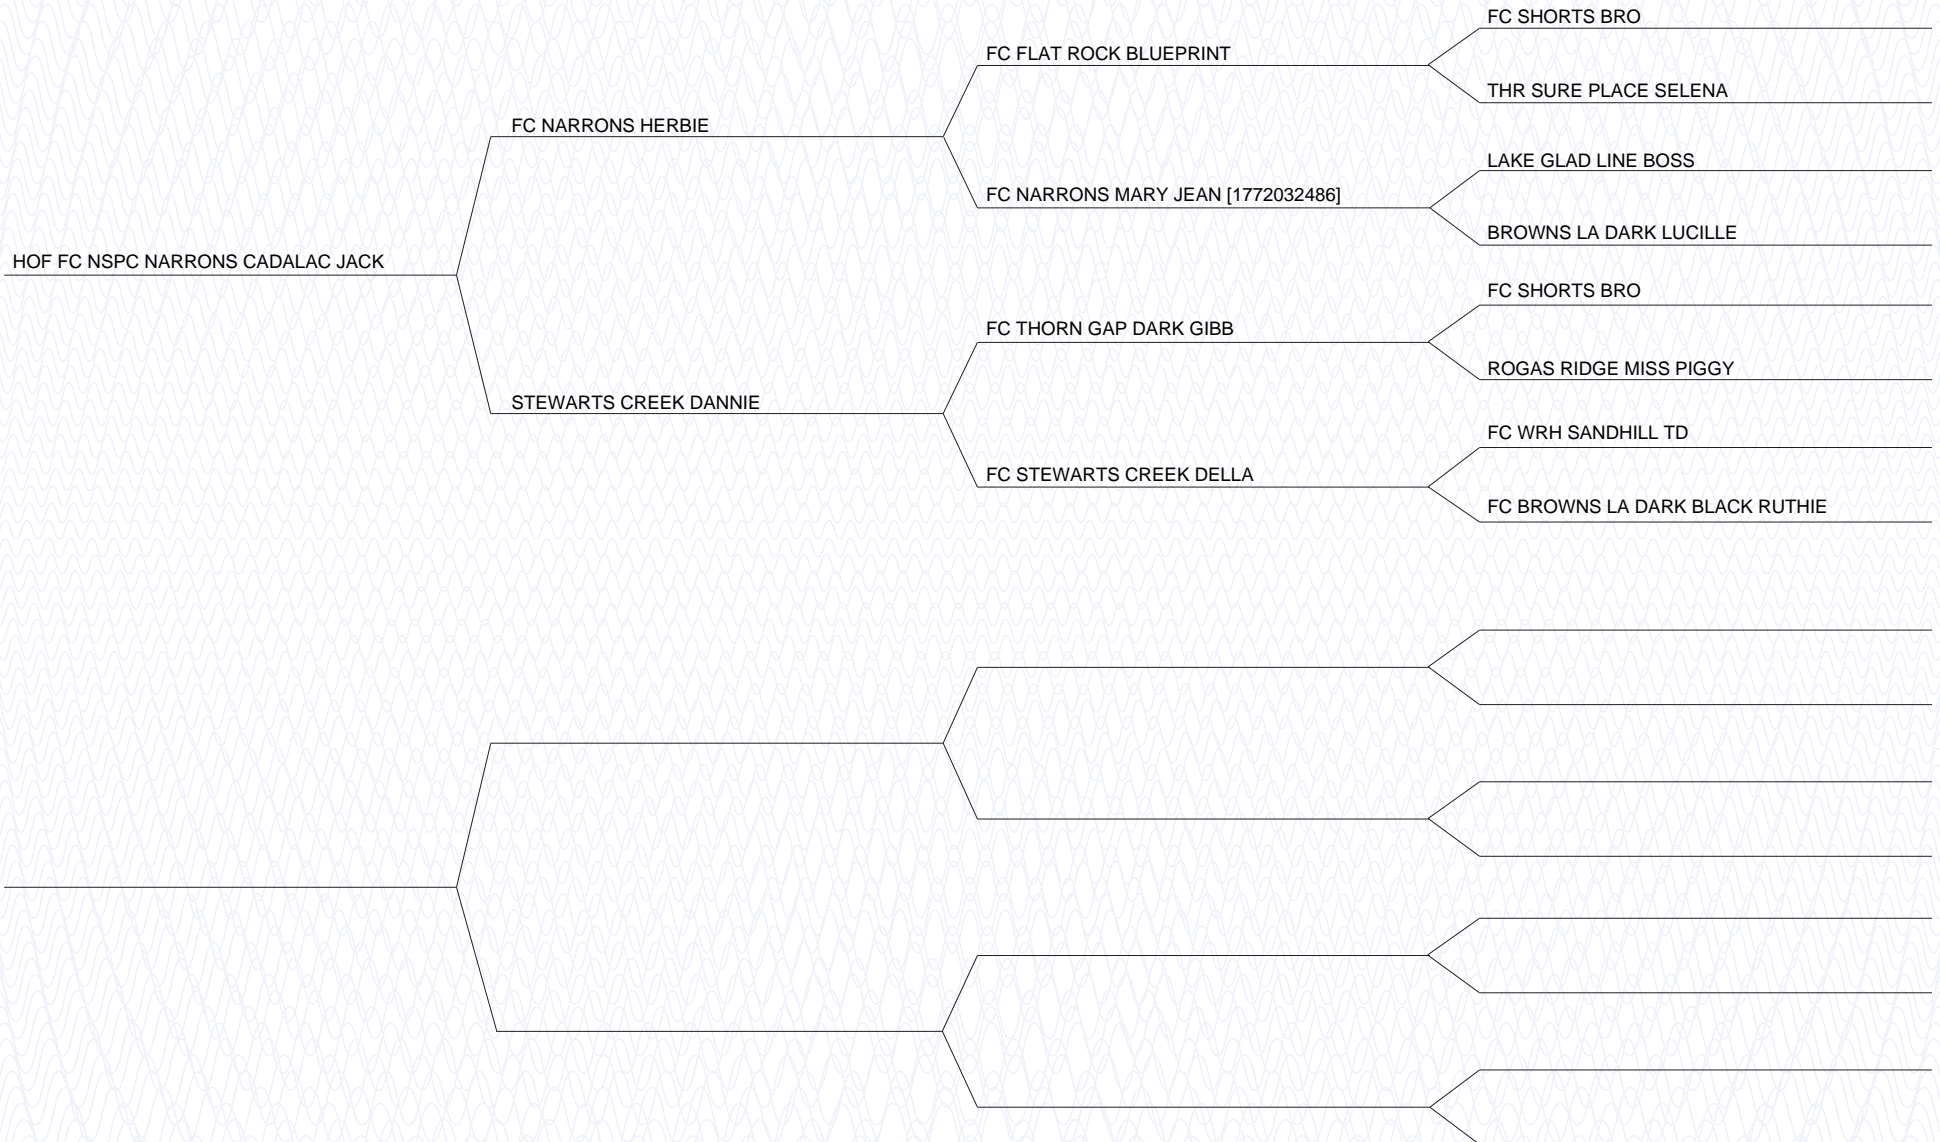 FC SHORTS BRO
FC FLAT ROCK BLUEPRINT
THR SURE PLACE SELENA
FC NARRONS HERBIE
LAKE GLAD LINE BOSS
FC NARRONS MARY JEAN [1772032486]
BROWNS LA DARK LUCILLE
HOF FC NSPC NARRONS CADALAC JACK
FC SHORTS BRO
FC THORN GAP DARK GIBB
ROGAS RIDGE MISS PIGGY
STEWARTS CREEK DANNIE
FC WRH SANDHILL TD
FC STEWARTS CREEK DELLA
FC BROWNS LA DARK BLACK RUTHIE